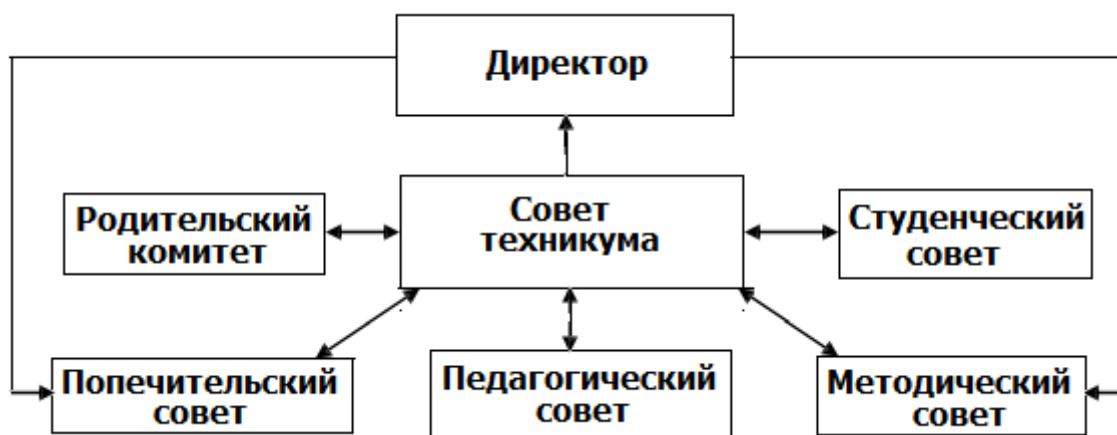 Директор
Совет
техникума
Родительский
комитет
Студенческий
совет
Попечительский
совет
Педагогический
совет
Методический
совет